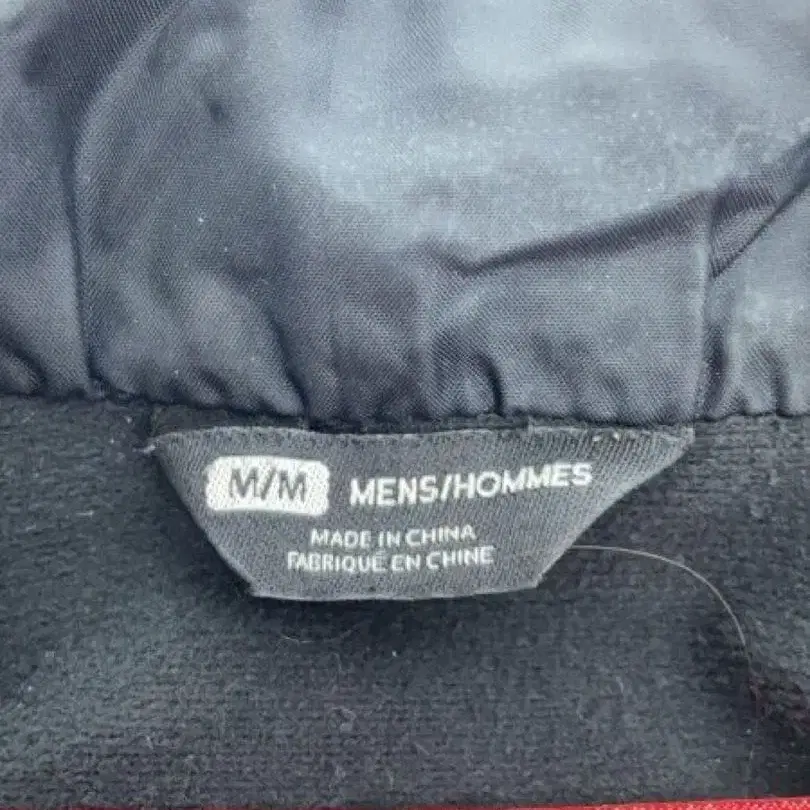 M/M MENS/HOMMES
MADE IN CHINA
FABRIQUÉ EN CHINE